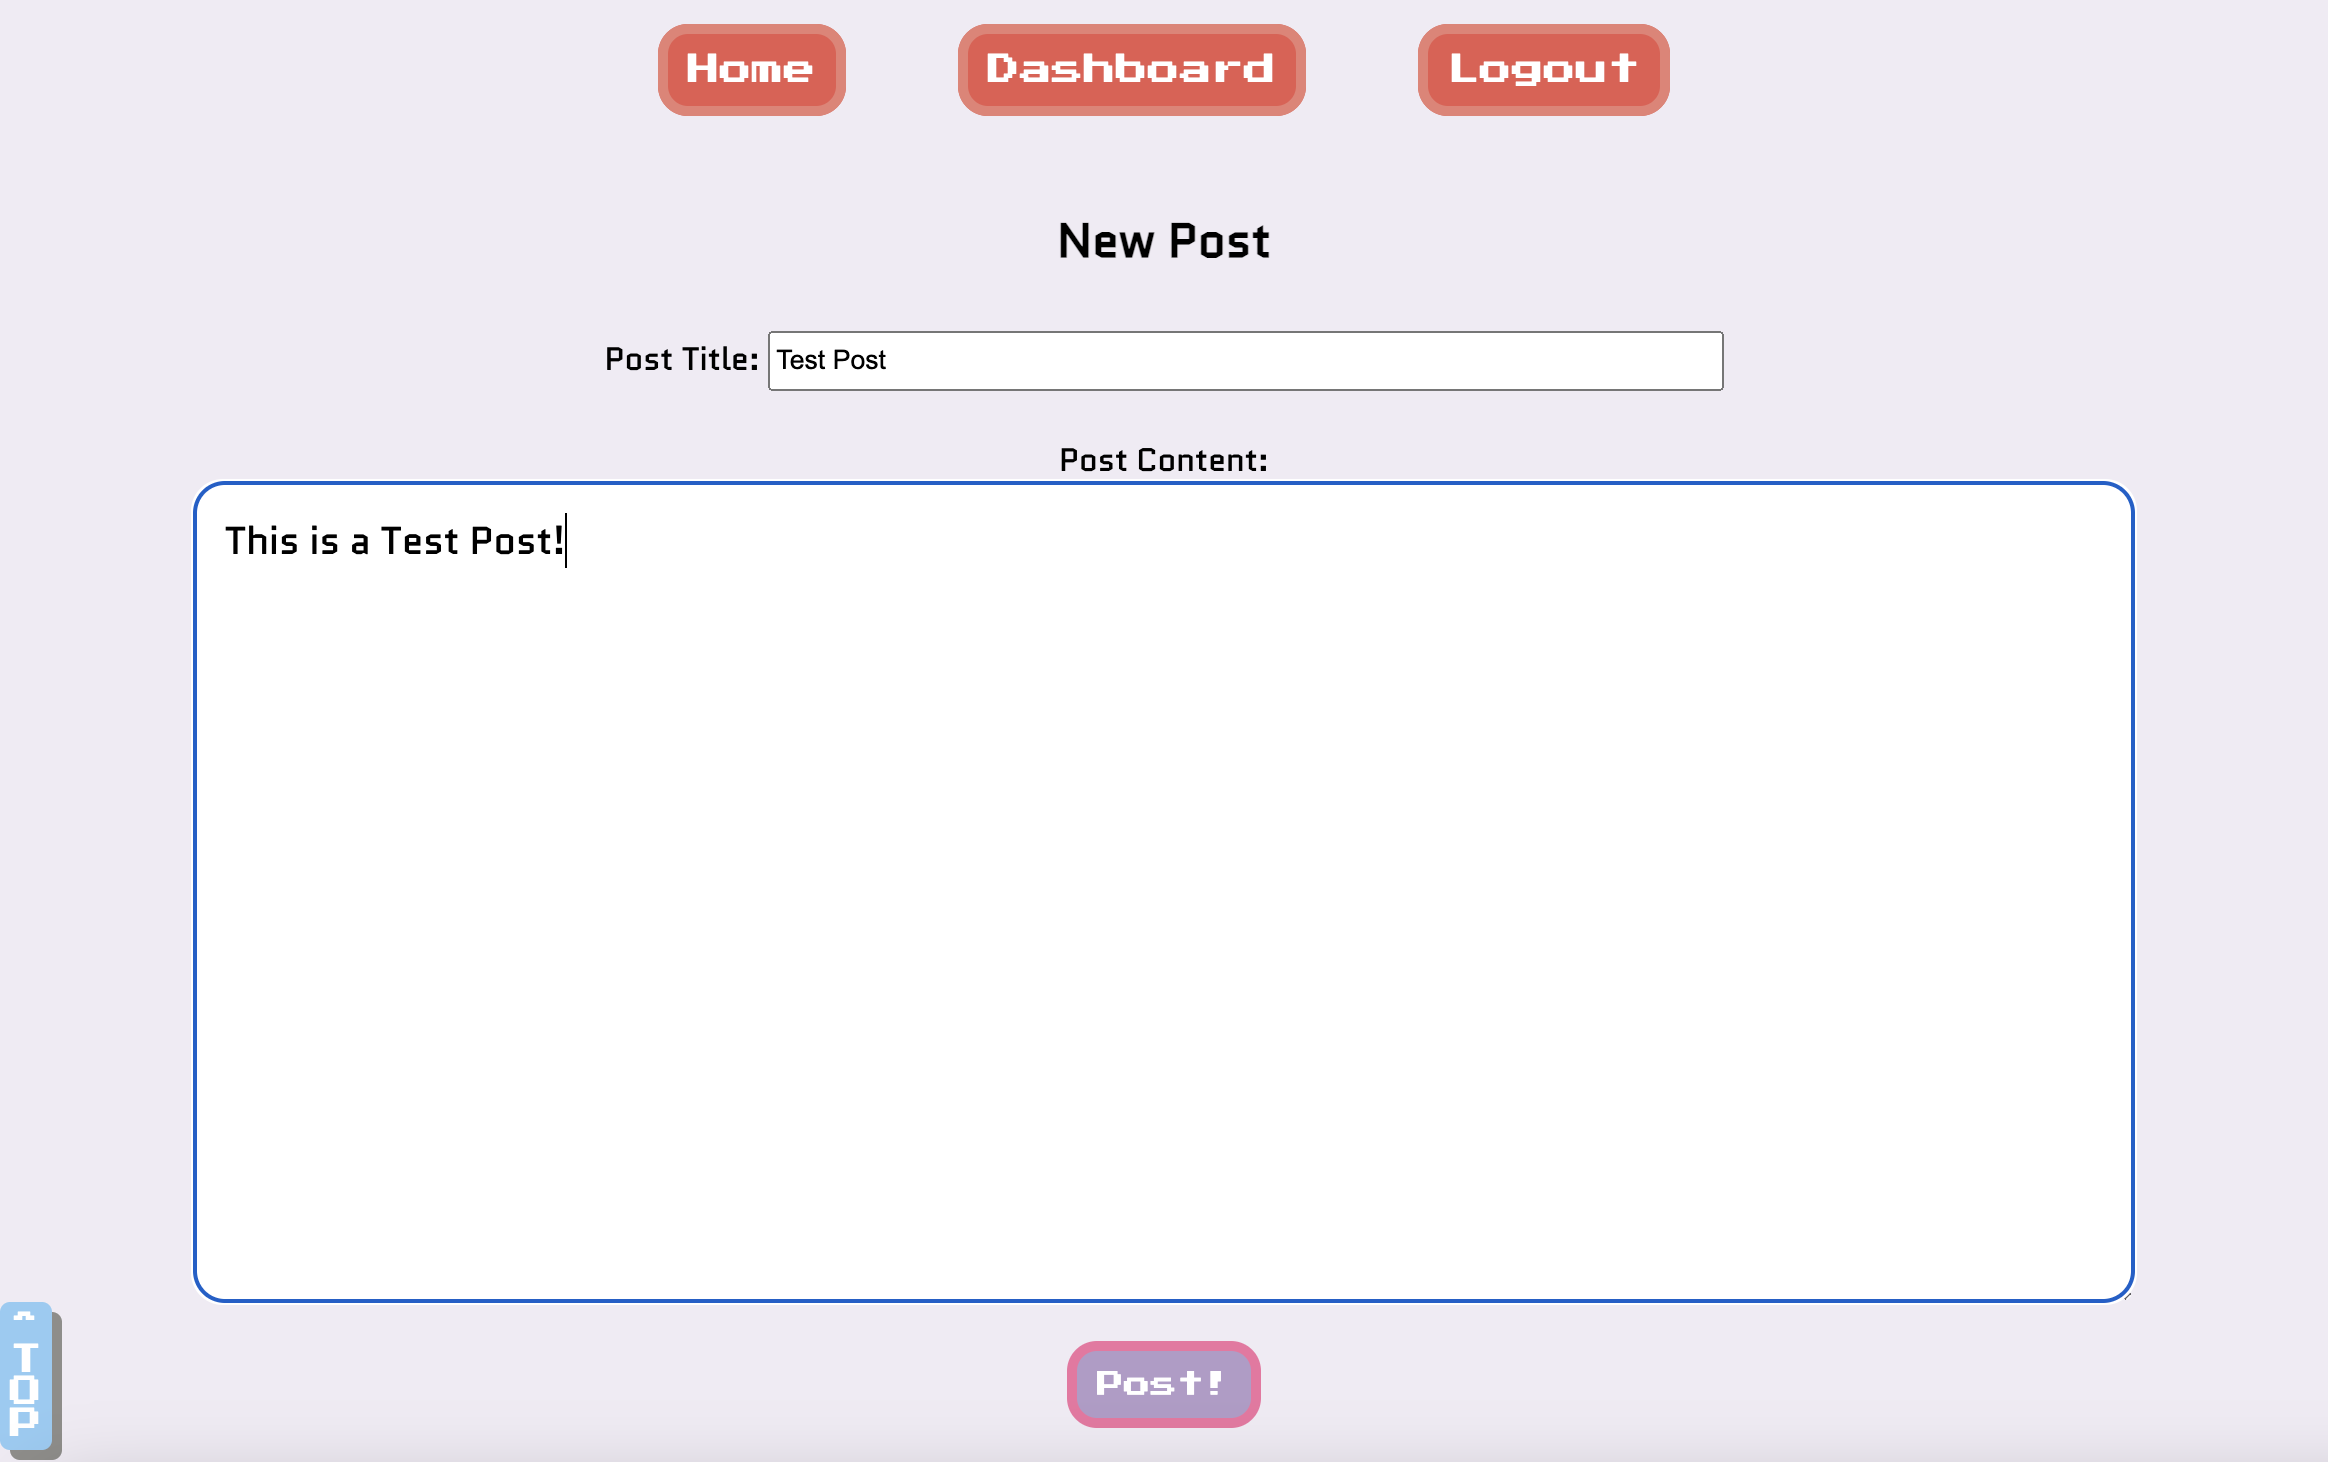 Home Dashboard Logout
New Post
Post Title: Test Post
Post Content:
This is a Test Post!
^ TOP
Post!